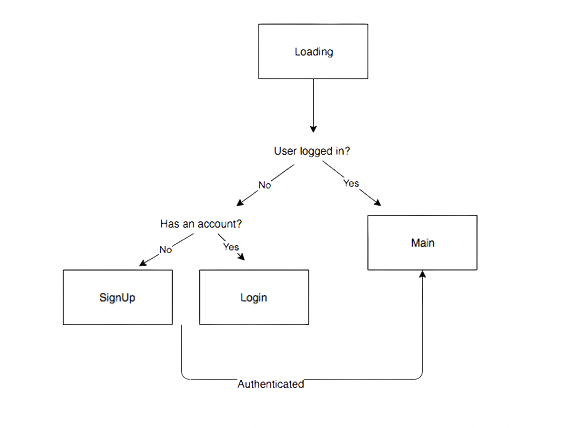 Loading
User logged in?
No
Yes
Has an account?
Main
No
Yes
SignUp
Login
Authenticated